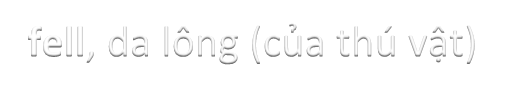 fell, da lông (của thú vật)